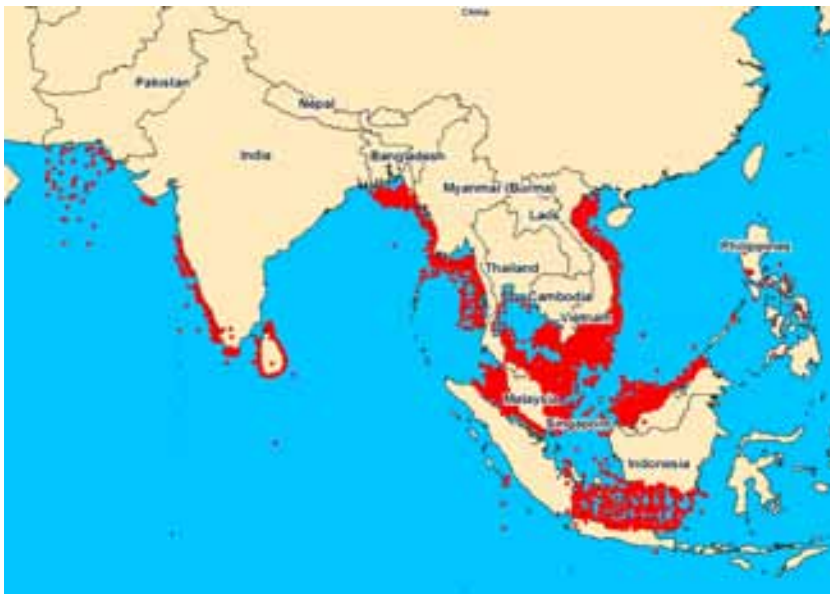 China
Pakistan
Nepal
India
Bangladesh
Myanmar (Burma)
Laos
Philippines
Thailand
Cambodia
Vietnam
Malaysia
Singapore
Indonesia